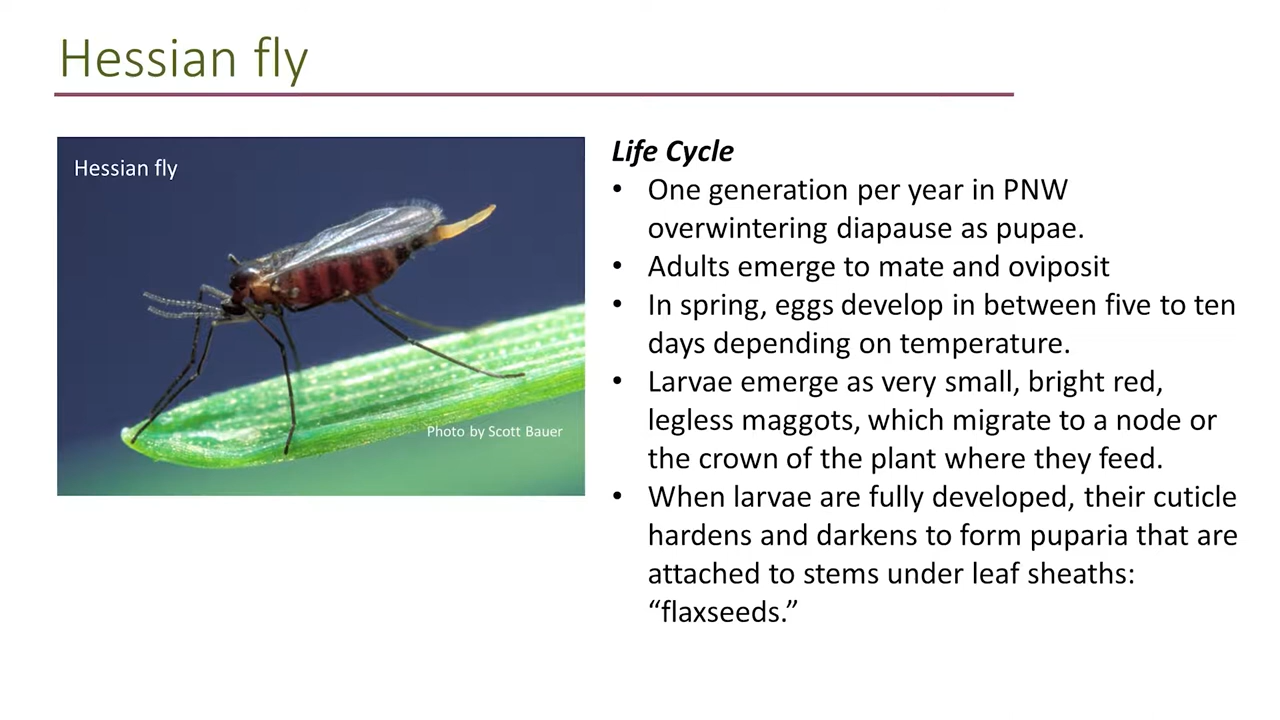 Hessian fly
Hessian fly
Photo by Scott Bauer
Life Cycle
• One generation per year in PNW
overwintering diapause as pupae.
• Adults emerge to mate and oviposit
• In spring, eggs develop in between five to ten
days depending on temperature.
• Larvae emerge as very small, bright red,
legless maggots, which migrate to a node or
the crown of the plant where they feed.
• When larvae are fully developed, their cuticle
hardens and darkens to form puparia that are
attached to stems under leaf sheaths:
“flaxseeds.”